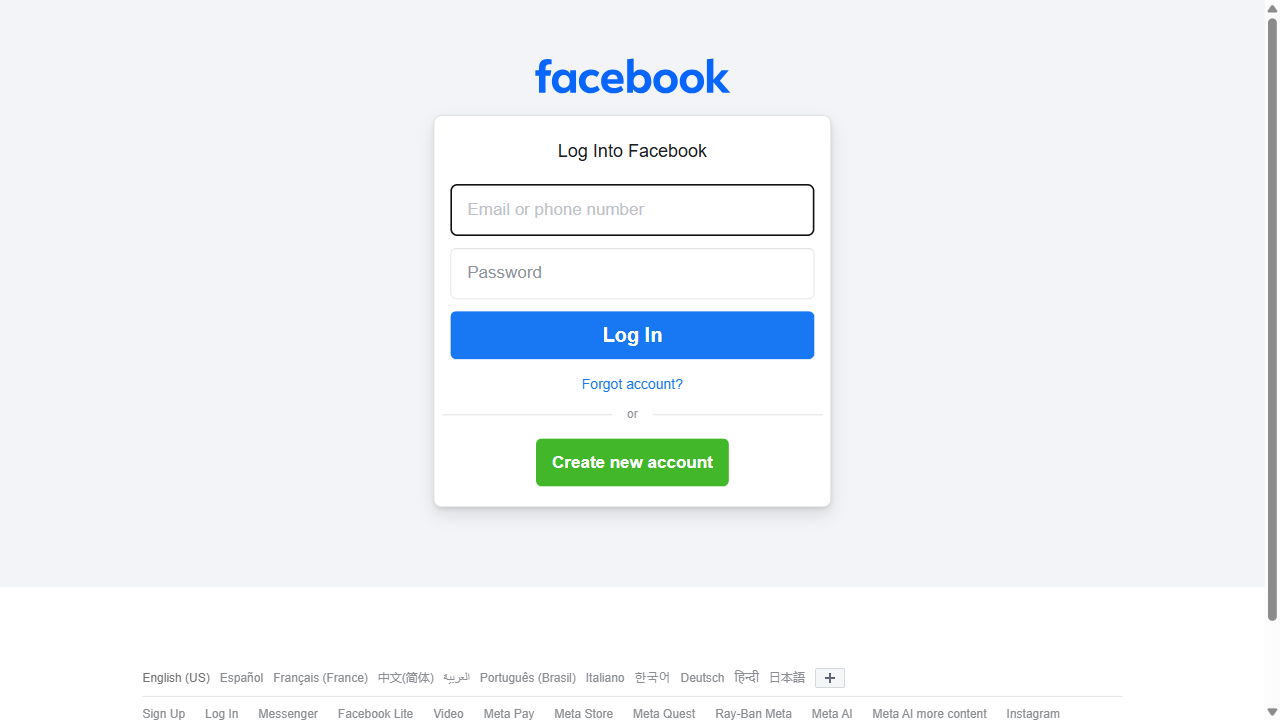 facebook
Log Into Facebook
Email or phone number
Password
Log In
Forgot account?
or
Create new account
English (US) Español Français (France) 中文(简体) العربية Português (Brasil) Italiano 한국어 Deutsch हिन्दी 日本語 +
Sign Up Log In Messenger Facebook Lite Video Meta Pay Meta Store Meta Quest Ray-Ban Meta Meta AI Meta AI more content Instagram